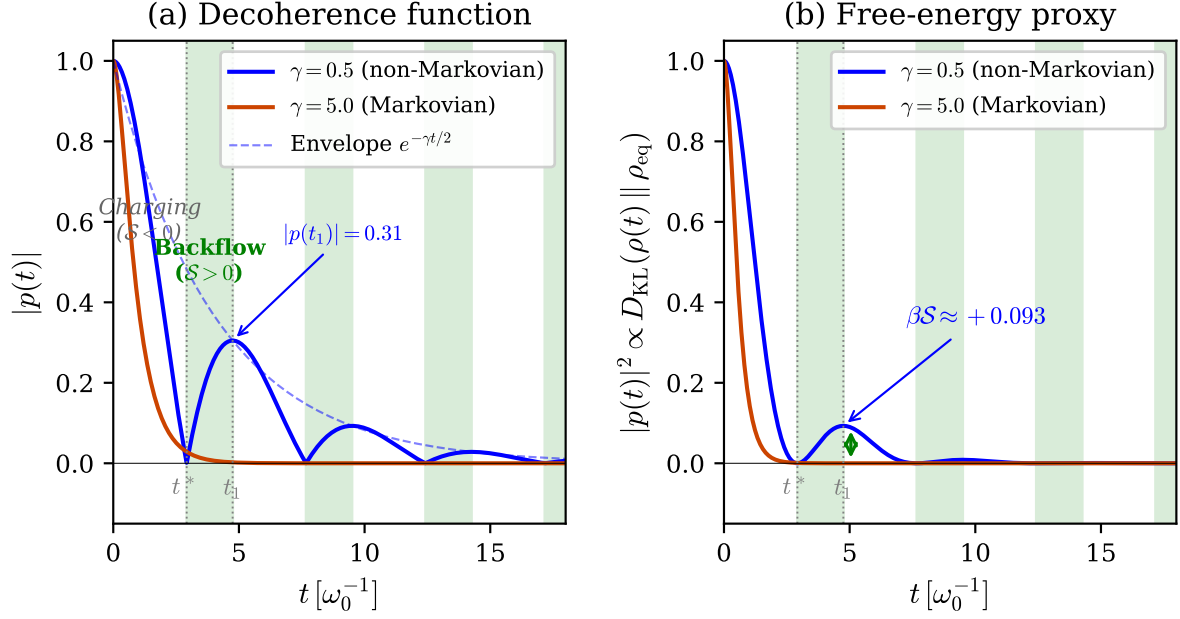 (a) Decoherence function
|p(t)|
1.0
0.8
0.6
0.4
0.2
0.0
γ = 0.5 (non-Markovian)
γ = 5.0 (Markovian)
Envelope e^{−γt/2}
Charging
(𝒮 < 0)
Backflow
(𝒮 > 0)
|p(t₁)| = 0.31
t*
t₁
0 5 10 15
t [ω₀⁻¹]
(b) Free-energy proxy
|p(t)|² ∝ D_KL(ρ(t) || ρ_eq)
1.0
0.8
0.6
0.4
0.2
0.0
γ = 0.5 (non-Markovian)
γ = 5.0 (Markovian)
β𝒮 ≈ + 0.093
t*
t₁
0 5 10 15
t [ω₀⁻¹]